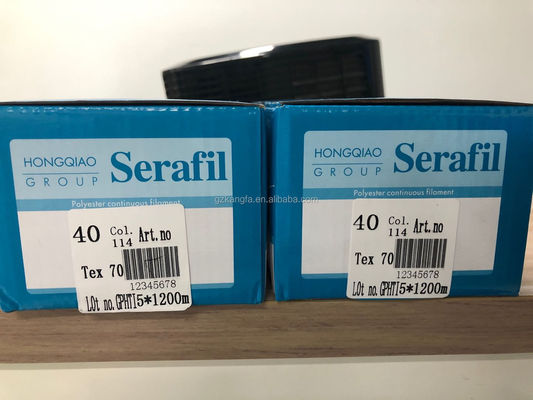 HONGQIAO
GROUP
Serafil
Polyester continuous filament
40 Col. 114 Art.no
Tex 70
12345678
LOt no.GPHTI5*1200m
HONGQIAO
GROUP
Serafil
Polyester continuous filament
40 Col. 114 Art.no
Tex 70
12345678
LOt no.GPHTI5*1200m
gzkangfa.en.alibaba.com